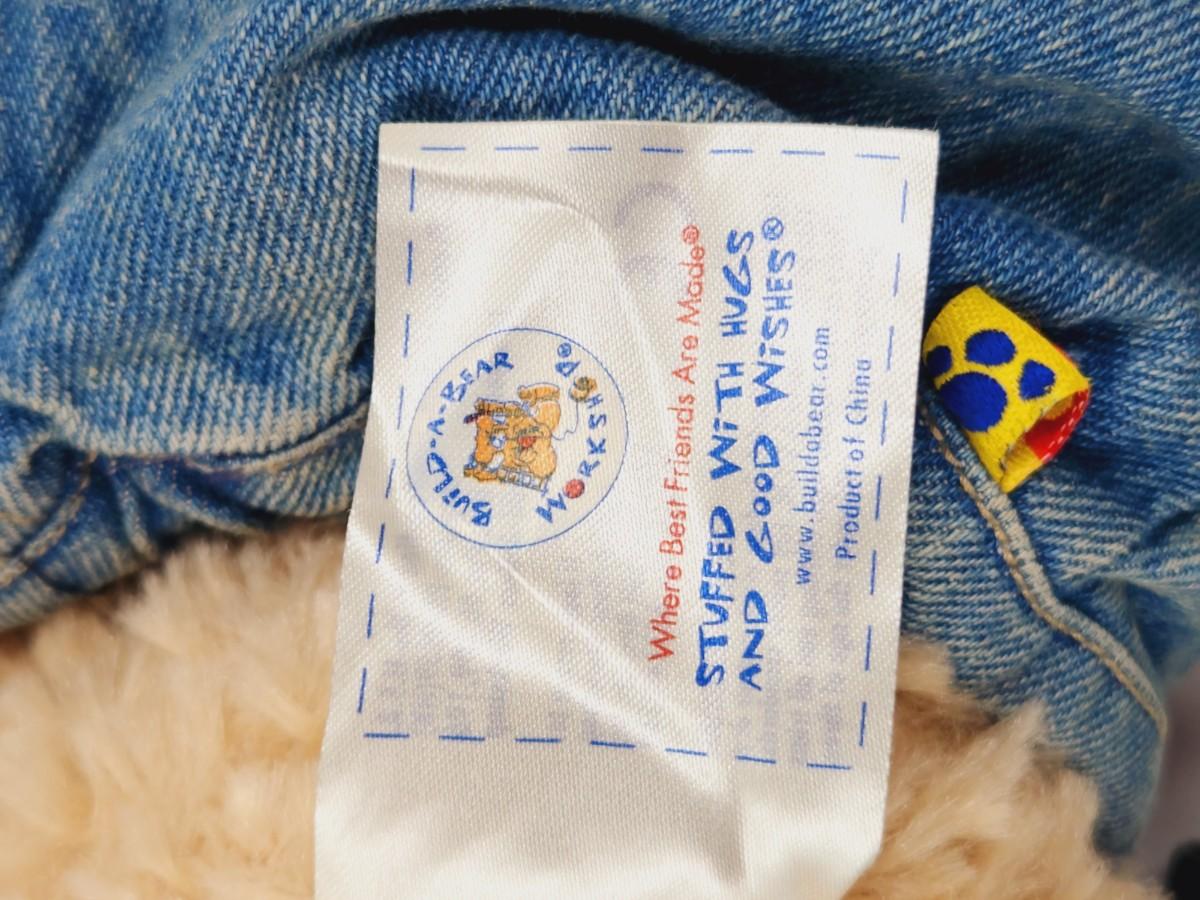 BUILD-A-BEAR
WORKSHOP®
Where Best Friends Are Made®
STUFFED WiTH HUGS
AND GOOD WiSHES®
www.buildabear.com
Product of China